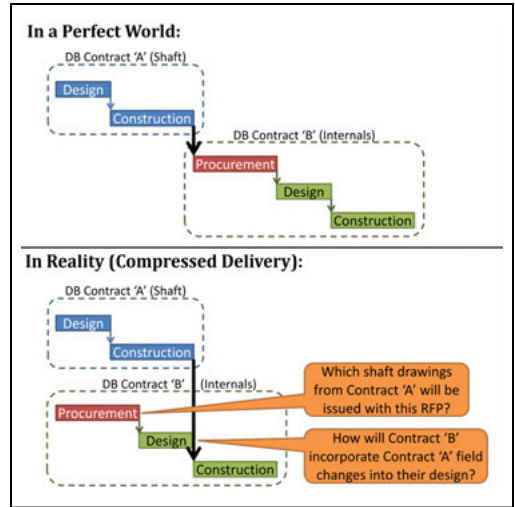 In a Perfect World:
DB Contract 'A' (Shaft)
Design
Construction
DB Contract 'B' (Internals)
Procurement
Design
Construction
In Reality (Compressed Delivery):
DB Contract 'A' (Shaft)
Design
Construction
DB Contract 'B' (Internals)
Procurement
Design
Construction
Which shaft drawings
from Contract 'A' will be
issued with this RFP?
How will Contract 'B'
incorporate Contract 'A' field
changes into their design?